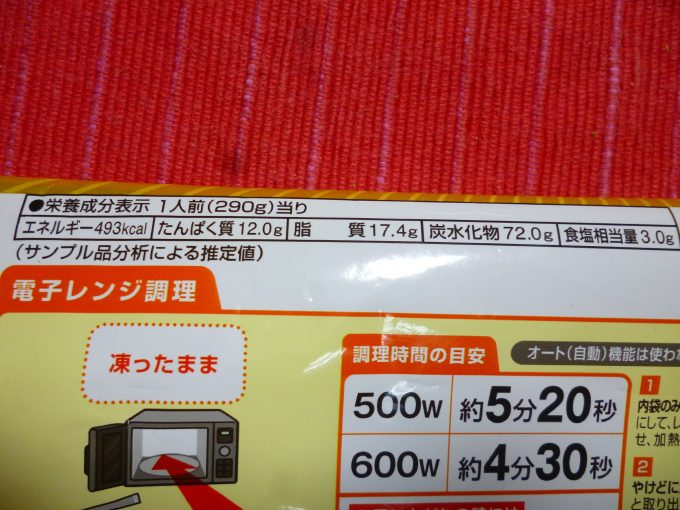 ●栄養成分表示 1人前(290g)当り
エネルギー493kcal たんぱく質12.0g 脂 質17.4g 炭水化物72.0g 食塩相当量3.0g
(サンプル品分析による推定値)
電子レンジ調理
凍ったまま
調理時間の目安
オート(自動)機能は使わな
500W 約5分20秒
600W 約4分30秒
1
内袋のみ
にして、レ
せ、加熱
2
やけどに
と取り出